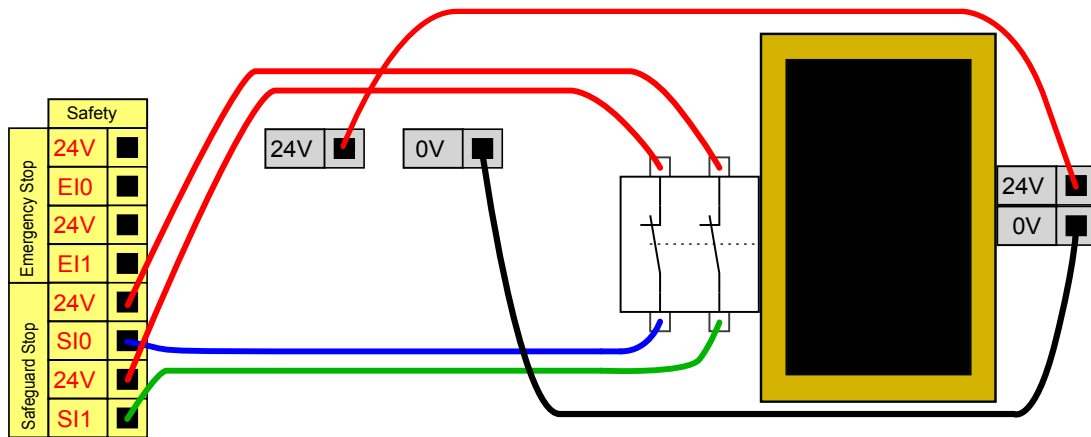 Safety
Emergency Stop
24V
EI0
24V
EI1
Safeguard Stop
24V
SI0
24V
SI1
24V
0V
24V
0V